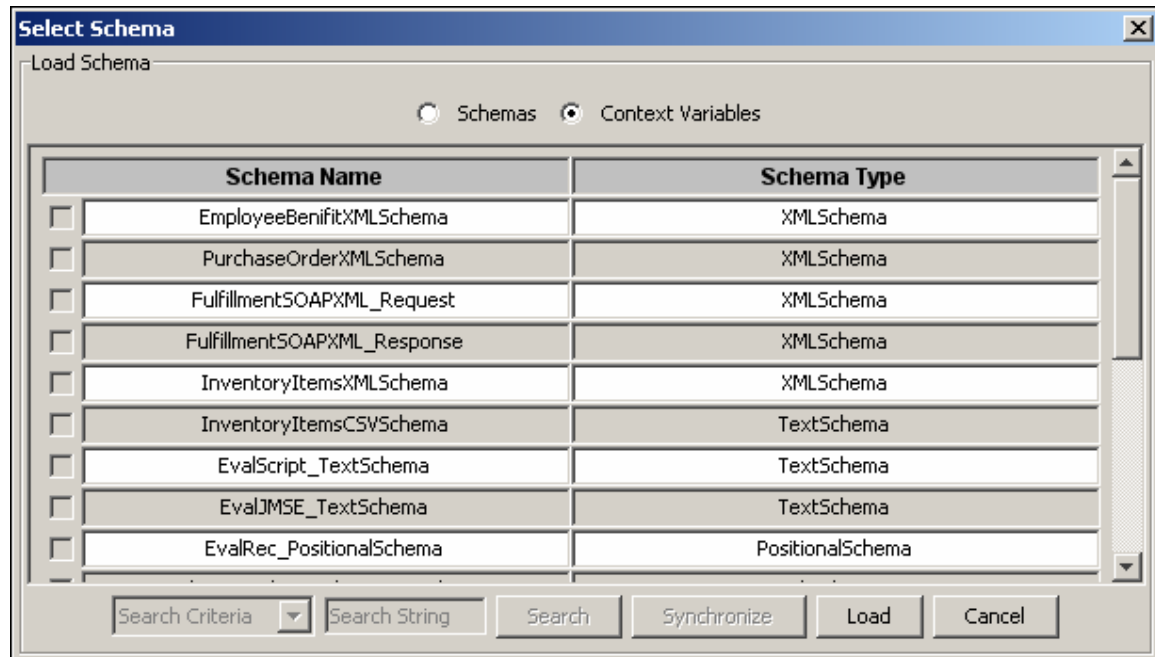 Select Schema
Load Schema
Schemas Context Variables
Schema Name Schema Type
EmployeeBenifitXMLSchema XMLSchema
PurchaseOrderXMLSchema XMLSchema
FulfillmentSOAPXML_Request XMLSchema
FulfillmentSOAPXML_Response XMLSchema
InventoryItemsXMLSchema XMLSchema
InventoryItemsCSVSchema TextSchema
EvalScript_TextSchema TextSchema
EvalJMSE_TextSchema TextSchema
EvalRec_PositionalSchema PositionalSchema
Search Criteria Search String Search Synchronize Load Cancel